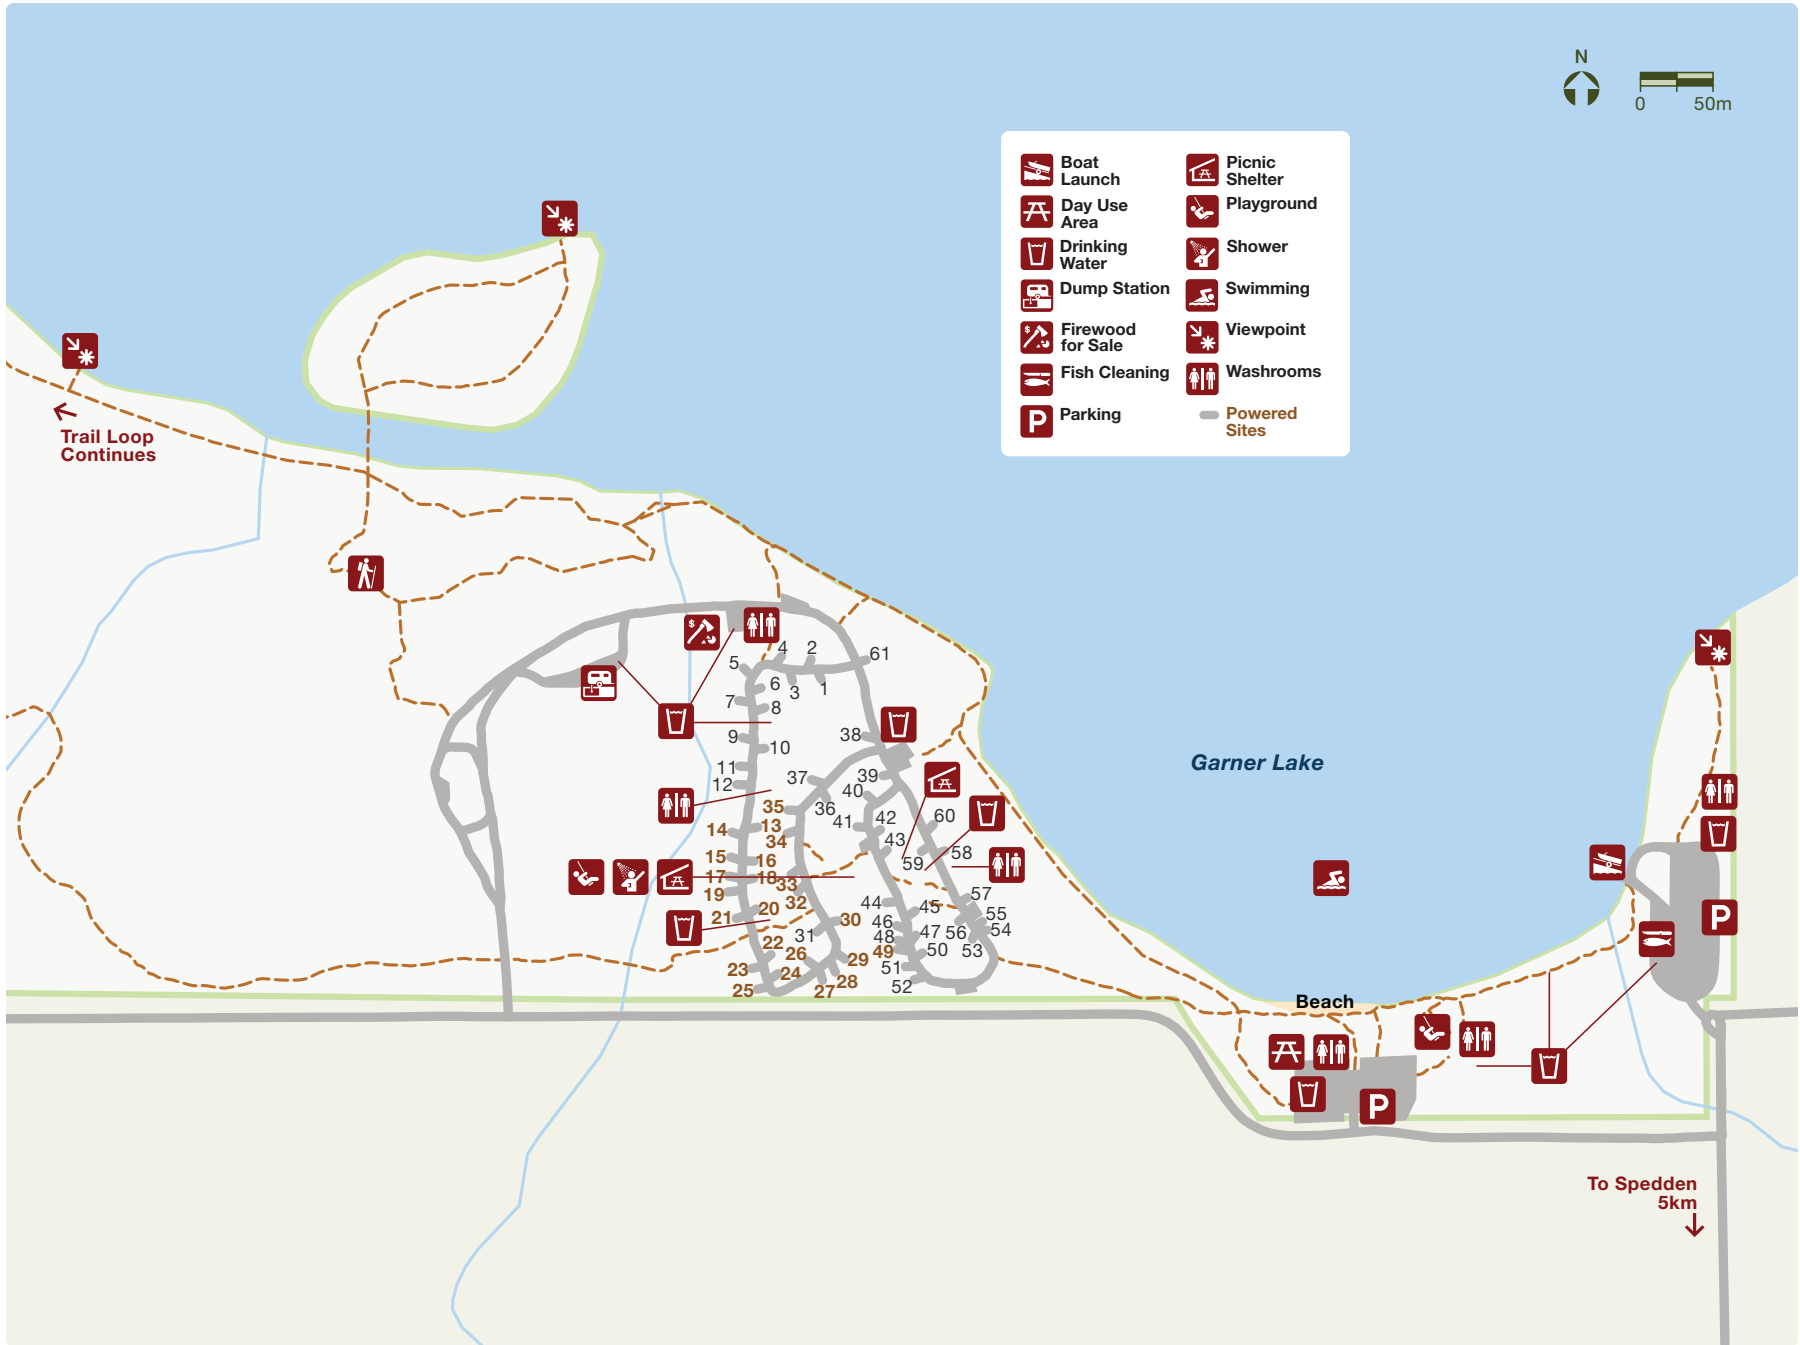 N
0 50m
Boat
Launch
Day Use
Area
Drinking
Water
Dump Station
$
Firewood
for Sale
Fish Cleaning
P
Parking
Picnic
Shelter
Playground
Shower
Swimming
Viewpoint
Washrooms
Powered
Sites
Trail Loop
Continues
$
4
2
61
5
6
3
1
7
8
38
9
10
11
12
37
39
40
35
36
41
42
60
14
13
34
43
15
16
59
58
17
18
33
19
32
57
20
44
45
55
21
30
46
22
31
48
47
56
54
26
49
50
53
23
24
29
51
25
27
28
52
Garner Lake
P
Beach
P
To Spedden
5km